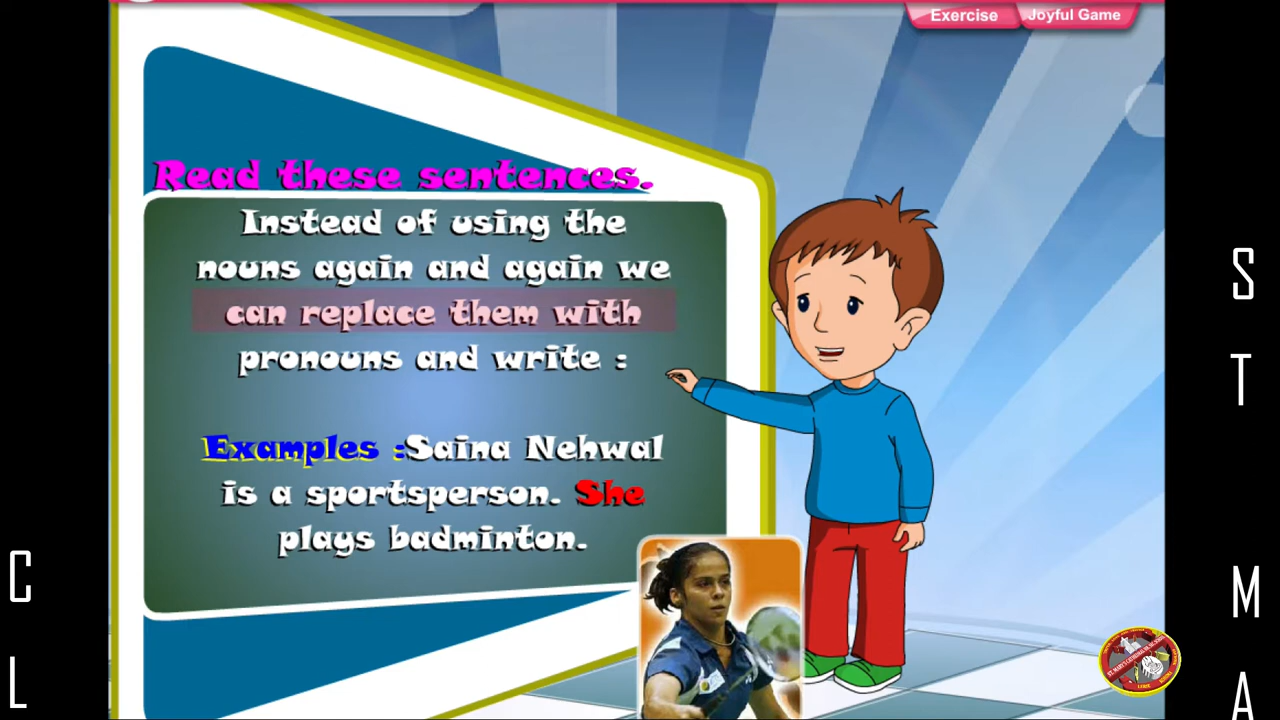 Exercise
Joyful Game
Read these sentences.
Instead of using the
nouns again and again we
can replace them with
pronouns and write :
Examples :Saina Nehwal
is a sportsperson. She
plays badminton.
C
L
S
T
M
A